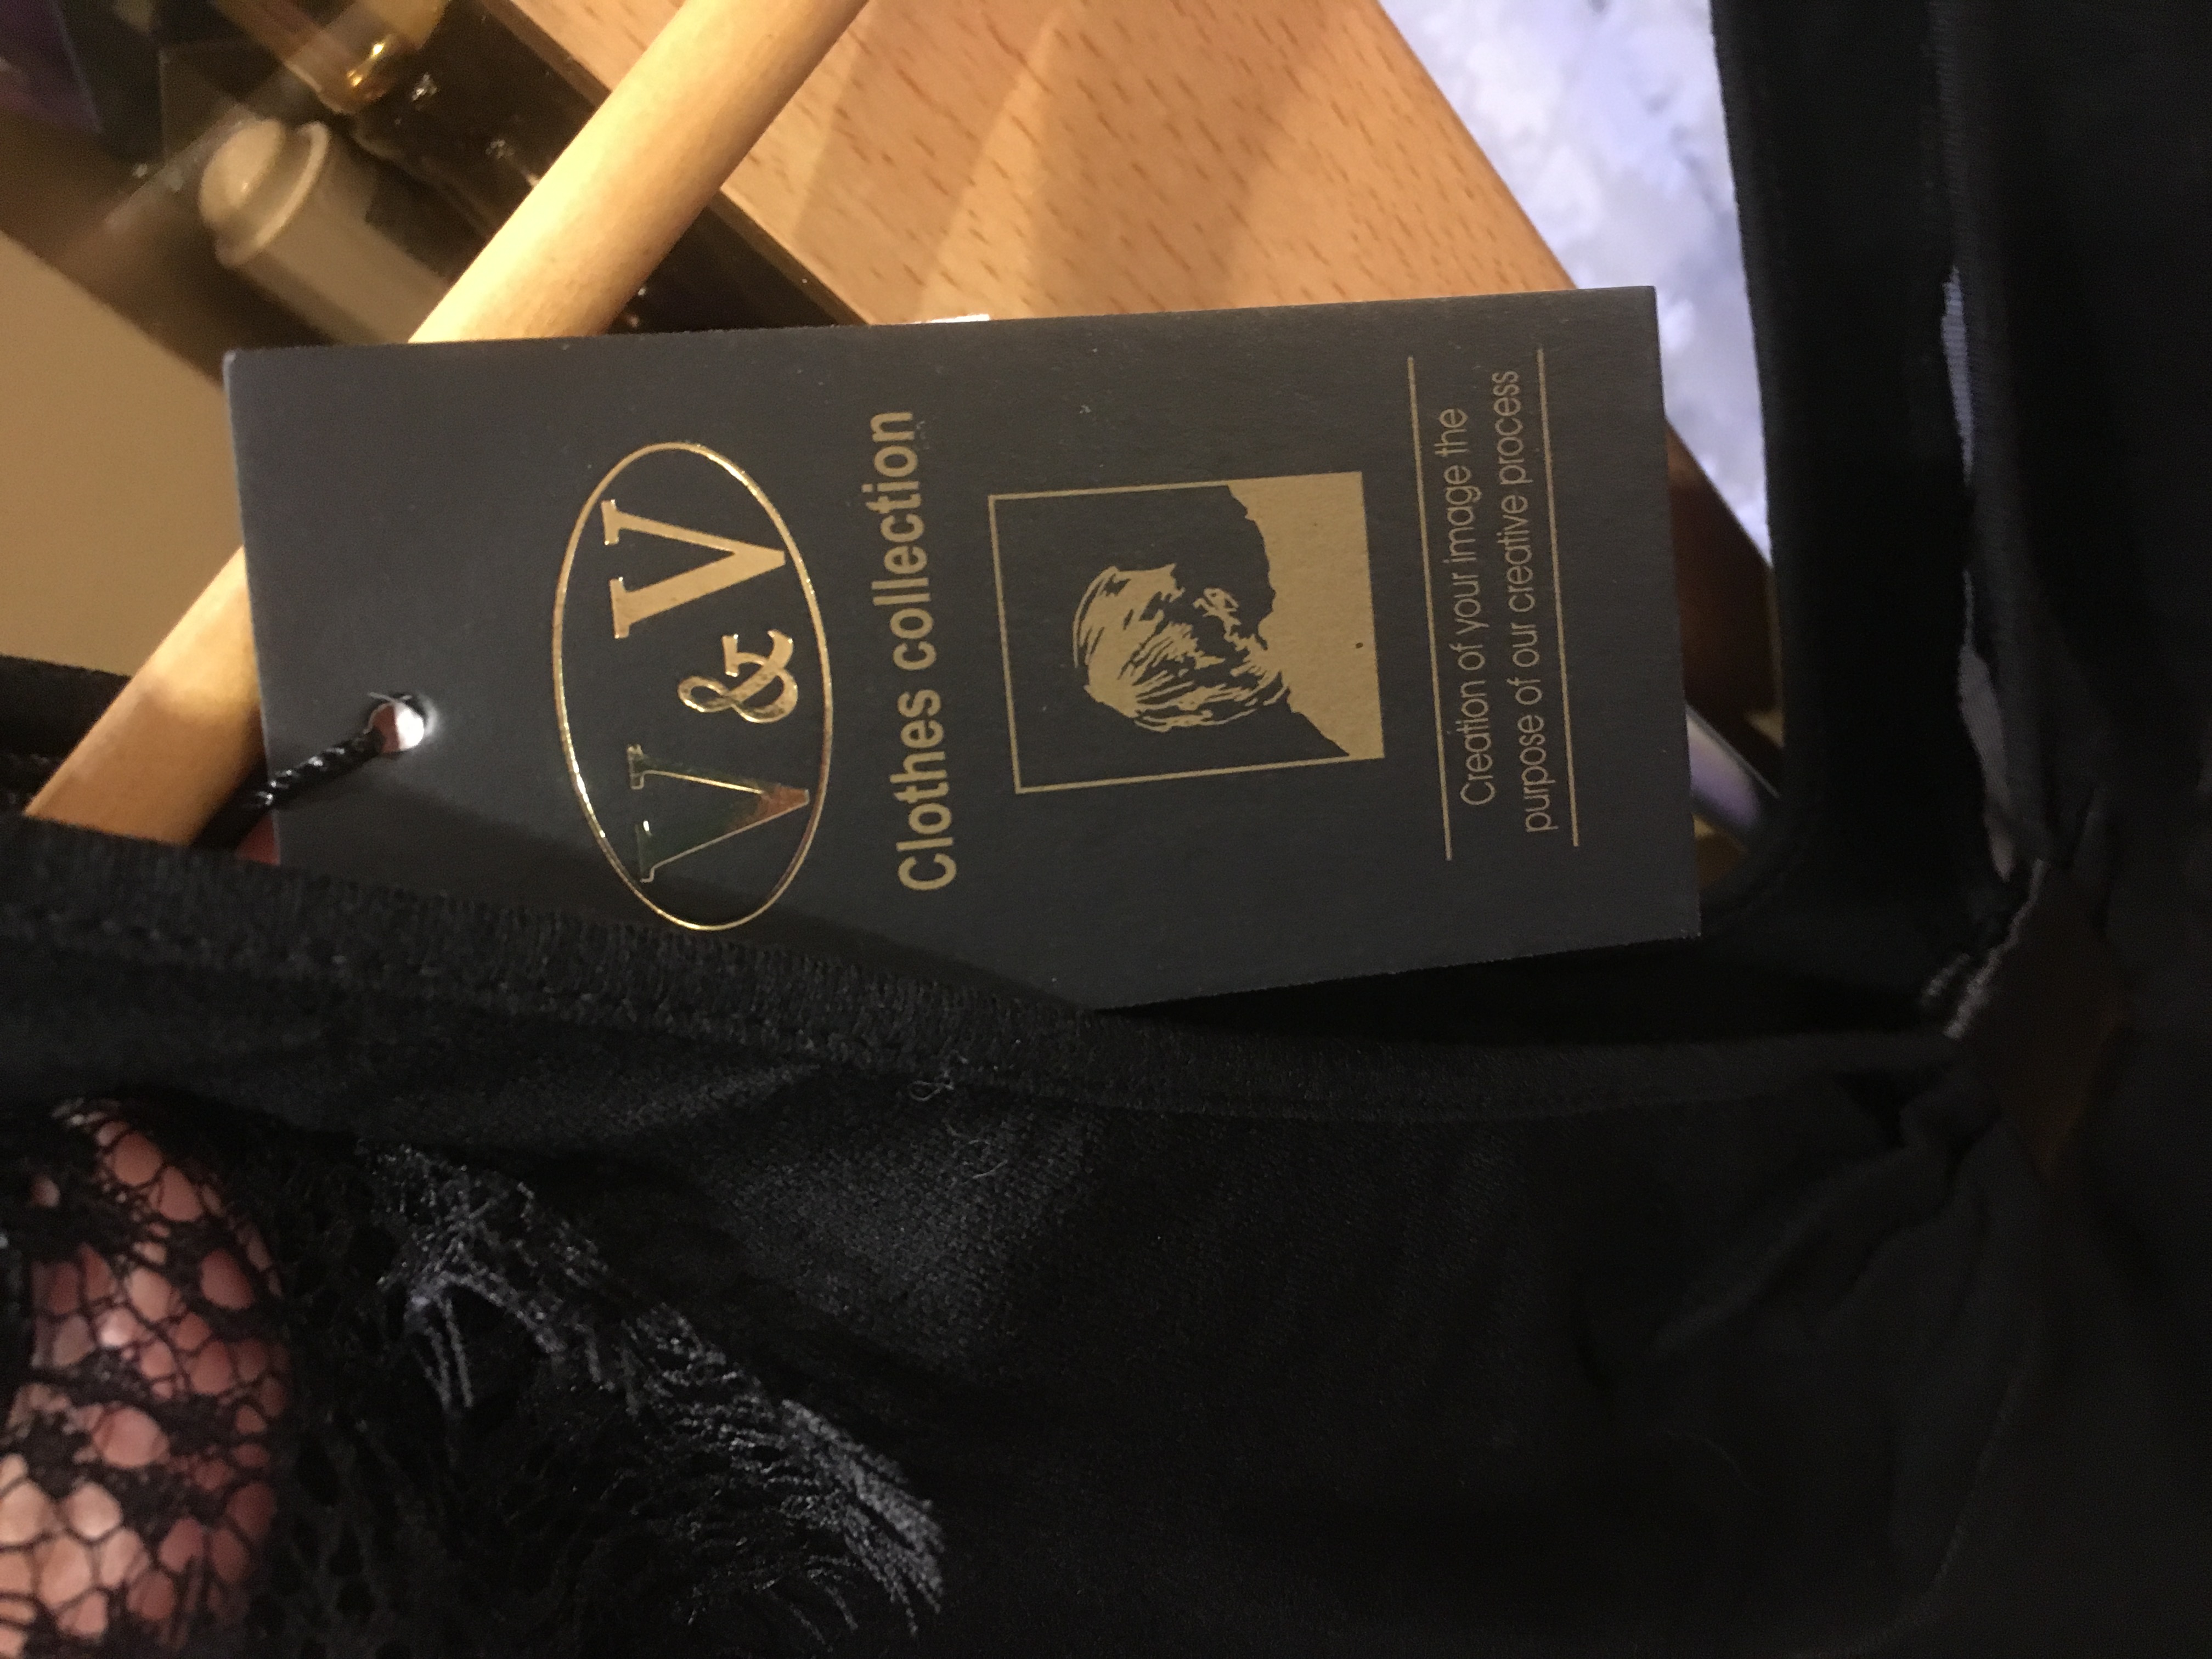 V & V
Clothes collection
Creation of your image the
purpose of our creative process